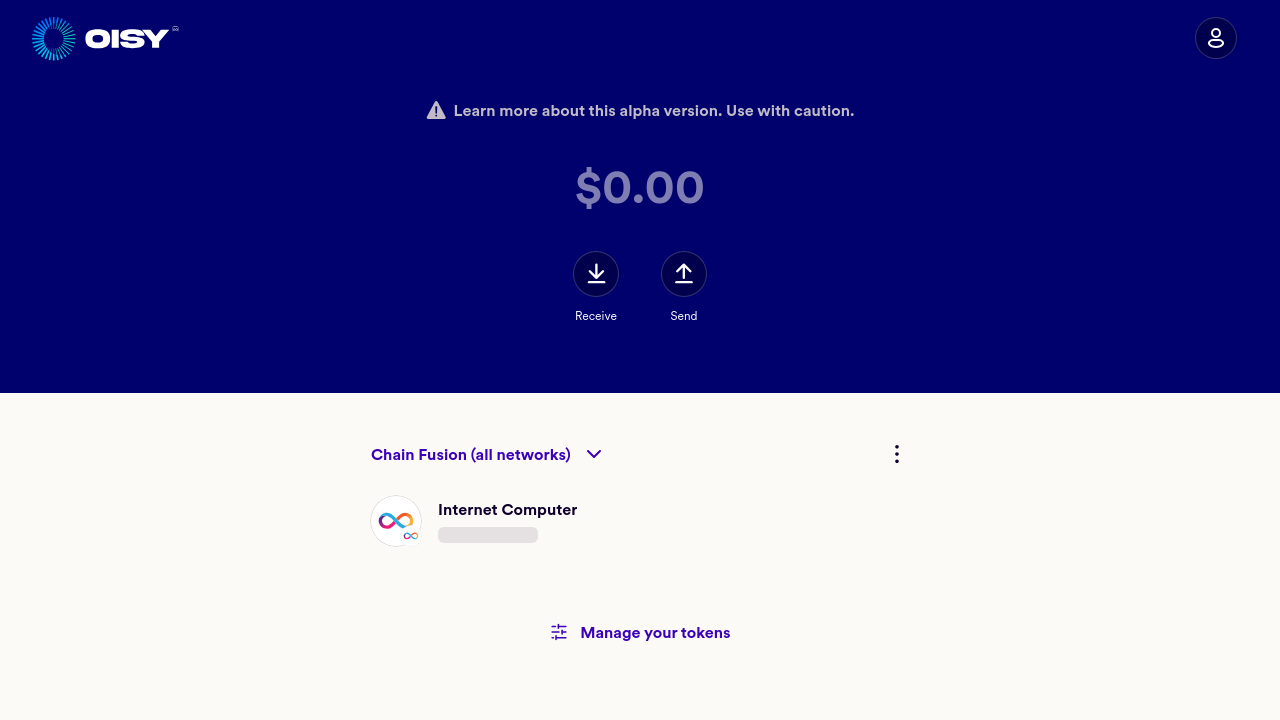 OISY
Learn more about this alpha version. Use with caution.
$0.00
Receive
Send
Chain Fusion (all networks)
Internet Computer
Manage your tokens